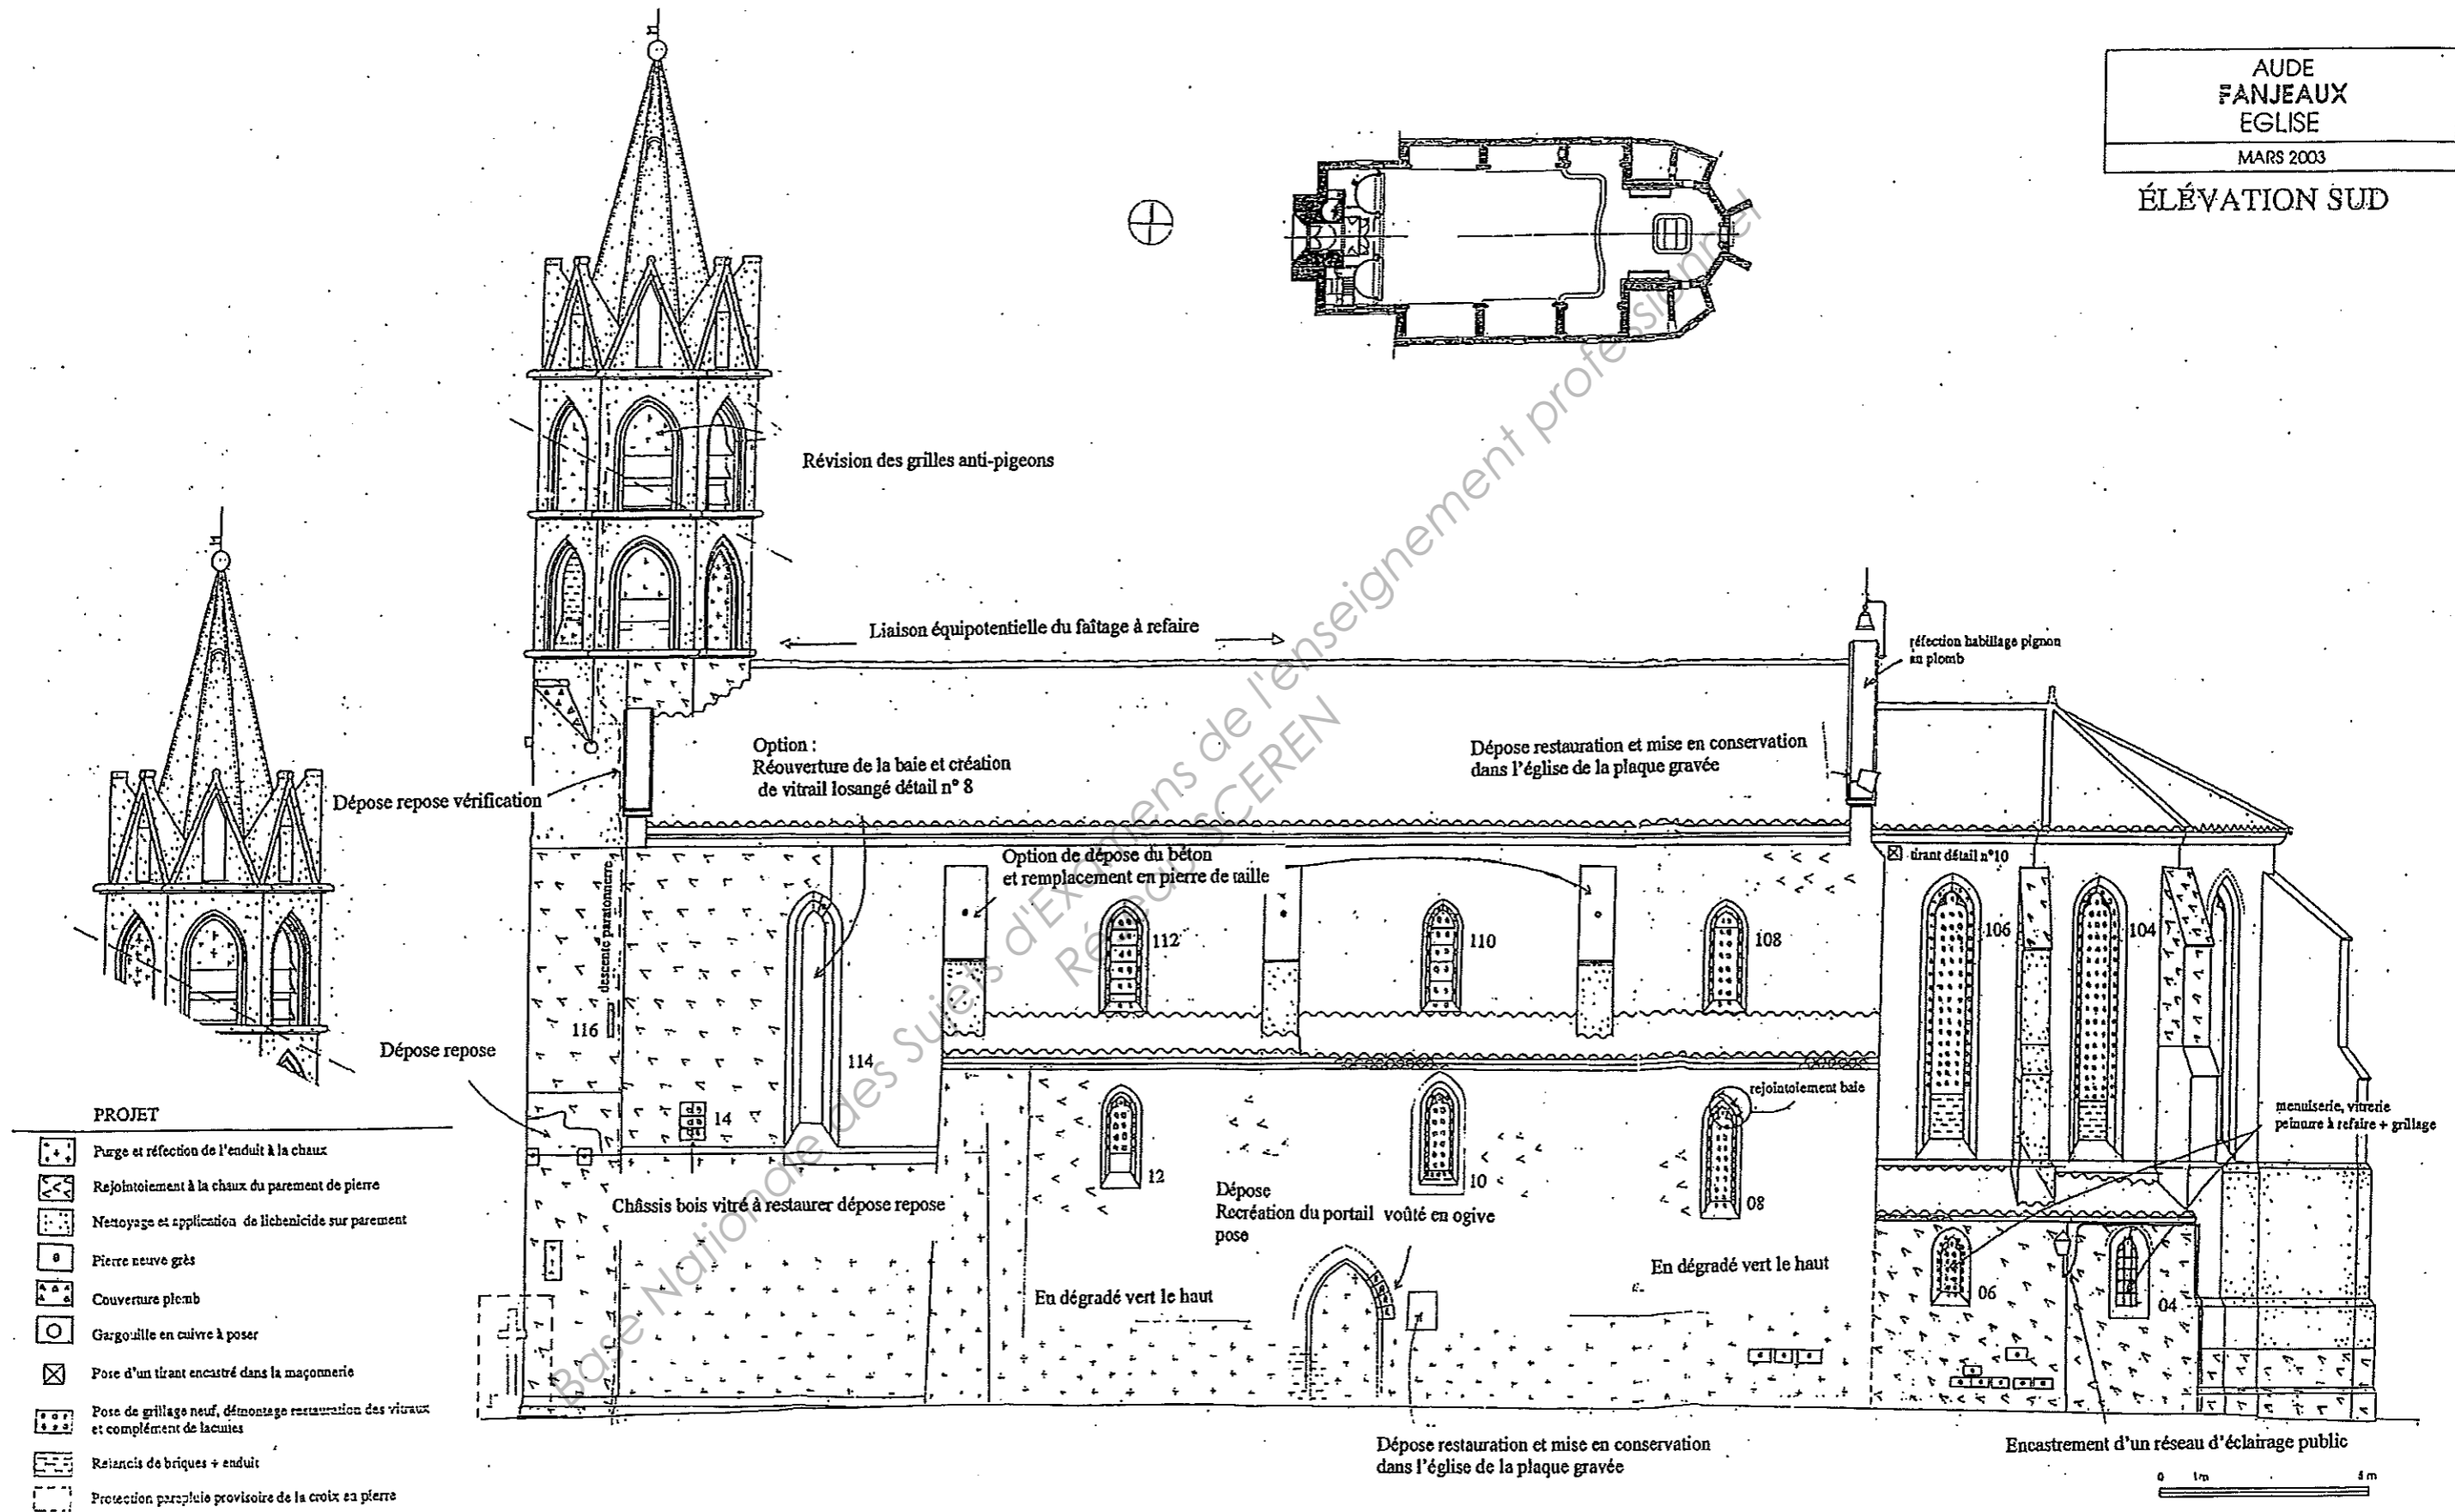 AUDE
FANJEAUX
EGLISE
MARS 2003
ÉLÉVATION SUD
Révision des grilles anti-pigeons
Liaison équipotentielle du faîtage à refaire
réfection habillage pignon
en plomb
Option :
Réouverture de la baie et création
de vitrail losangé détail n° 8
Dépose restauration et mise en conservation
dans l'église de la plaque gravée
Dépose repose vérification
Option de dépose du béton
et remplacement en pierre de taille
tirant détail n°10
descente paratonnerre
112
110
108
106
104
116
114
Dépose repose
14
rejointoiement baie
menuiserie, vitrerie
peinture à refaire + grillage
12
10
08
Châssis bois vitré à restaurer dépose repose
Dépose
Recréation du portail voûté en ogive
pose
En dégradé vert le haut
En dégradé vert le haut
06
04
PROJET
Purge et réfection de l'enduit à la chaux
Rejointoiement à la chaux du parement de pierre
Nettoyage et application de lichenicide sur parement
Pierre neuve grès
Couverture plomb
Gargouille en cuivre à poser
Pose d'un tirant encastré dans la maçonnerie
Pose de grillage neuf, démontage restauration des vitraux
et complément de lacunes
Relancis de briques + enduit
Protection parapluie provisoire de la croix en pierre
Dépose restauration et mise en conservation
dans l'église de la plaque gravée
Encastrement d'un réseau d'éclairage public
0 1m 5m
Base Nationale des Sujets d'Examens de l'enseignement professionnel
Réseau SCEREN